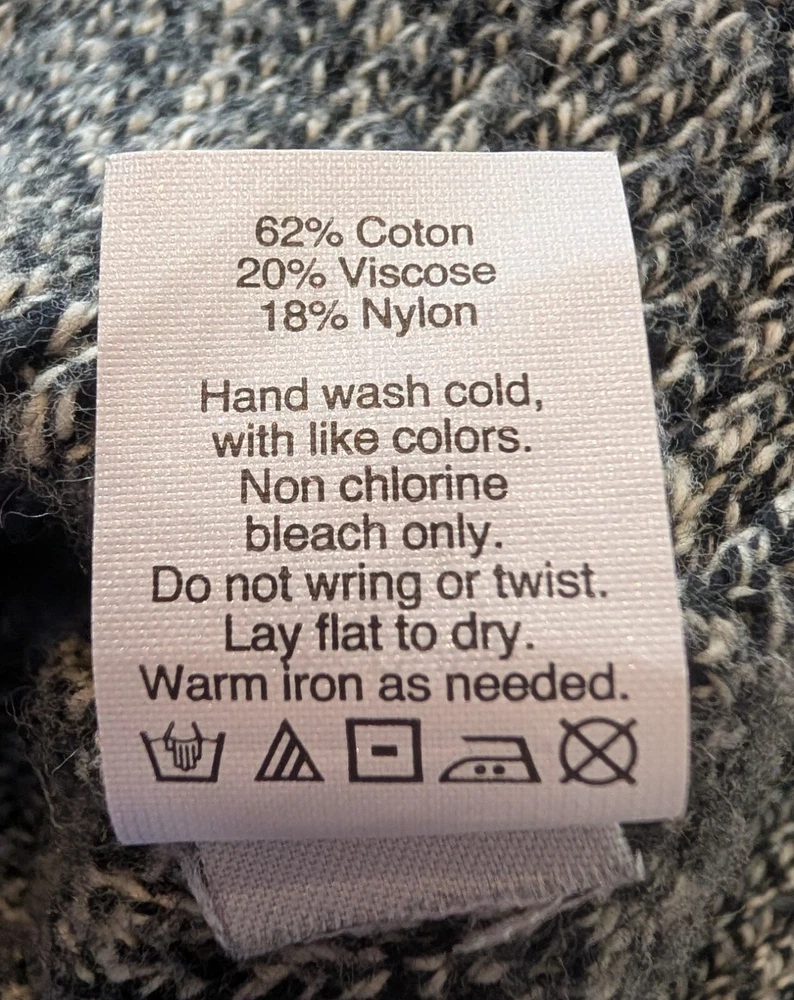 62% Coton
20% Viscose
18% Nylon
Hand wash cold,
with like colors.
Non chlorine
bleach only.
Do not wring or twist.
Lay flat to dry.
Warm iron as needed.